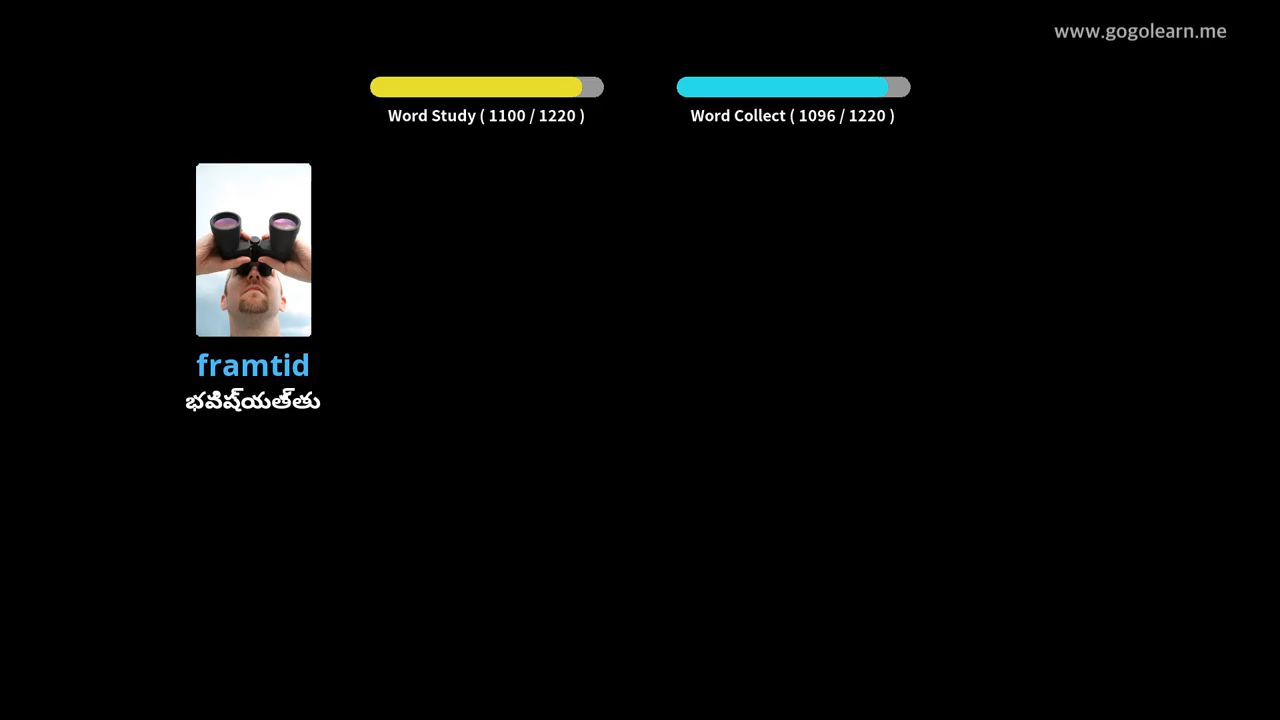 www.gogolearn.me
Word Study ( 1100 / 1220 )
Word Collect ( 1096 / 1220 )
framtid
భవిష్యత్తు